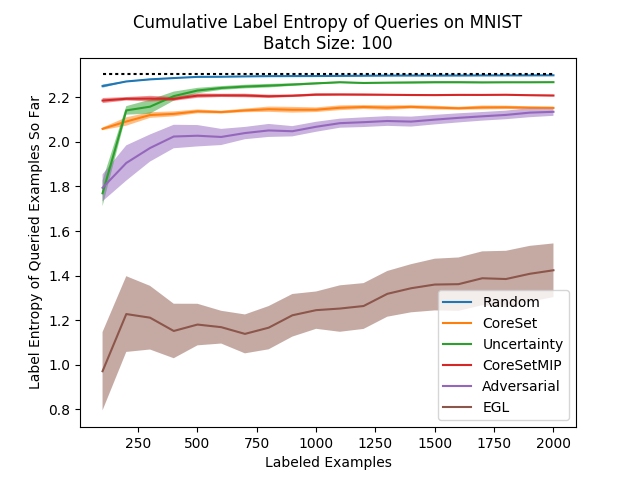 Cumulative Label Entropy of Queries on MNIST
Batch Size: 100
Label Entropy of Queried Examples So Far
2.2
2.0
1.8
1.6
1.4
1.2
1.0
0.8
Random
CoreSet
Uncertainty
CoreSetMIP
Adversarial
EGL
250
500
750
1000
1250
1500
1750
2000
Labeled Examples